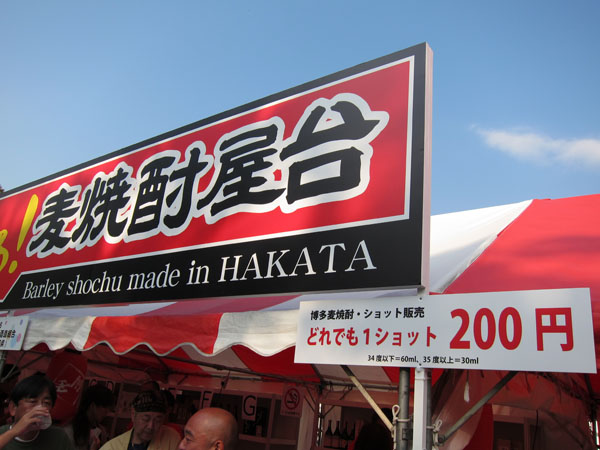 ！麦焼酎屋台
Barley shochu made in HAKATA
博多麦焼酎・ショット販売
どれでも1ショット 200円
34度以下=60ml、35度以上=30ml